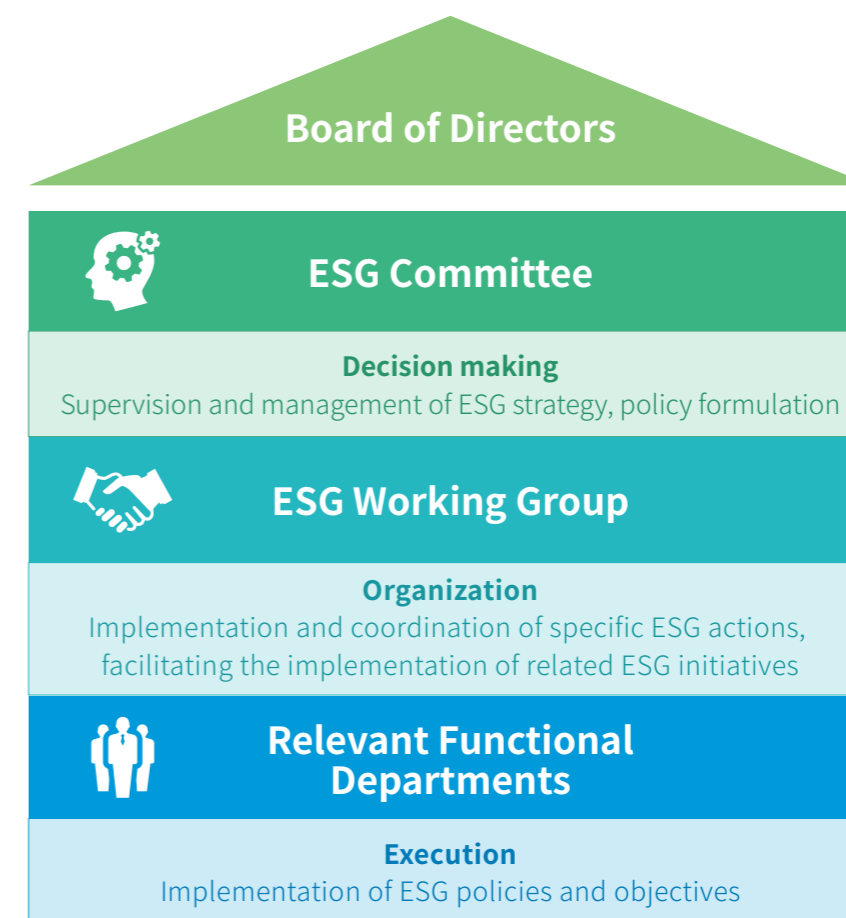 Board of Directors
ESG Committee
Decision making
Supervision and management of ESG strategy, policy formulation
ESG Working Group
Organization
Implementation and coordination of specific ESG actions,
facilitating the implementation of related ESG initiatives
Relevant Functional
Departments
Execution
Implementation of ESG policies and objectives